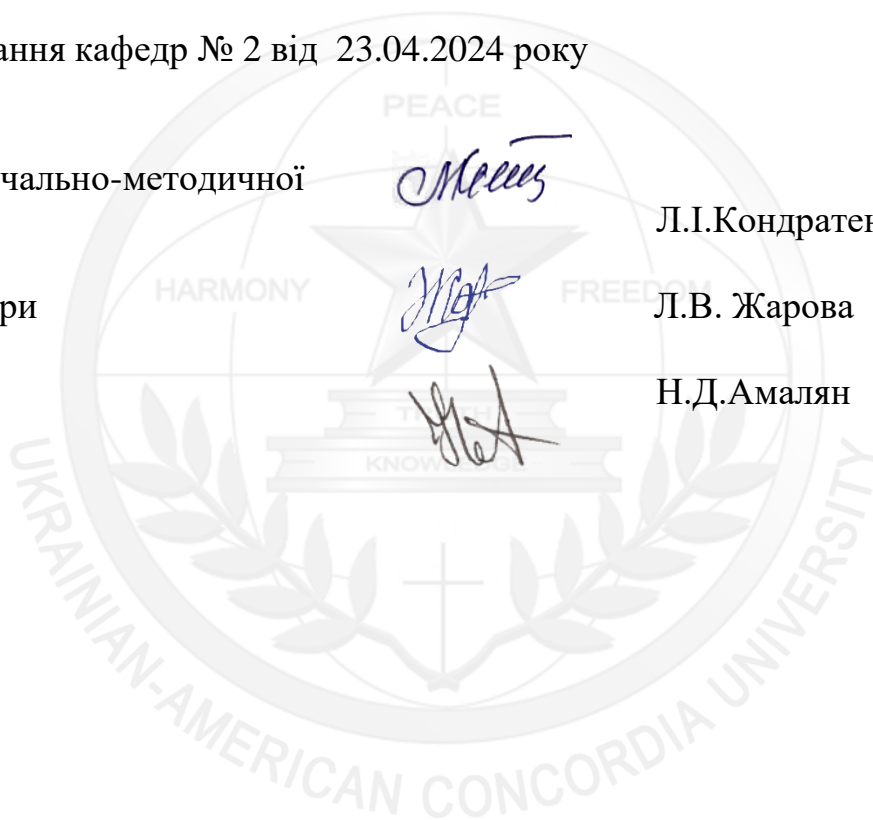 ання кафедр № 2 від 23.04.2024 року
PEACE
чально-методичної
Л.І.Кондратен
HARMONY
FREEDOM
ри
Л.В. Жарова
Н.Д.Амалян
TRUTH
KNOWLEDGE
UKRAINIAN-AMERICAN CONCORDIA UNIVERSITY